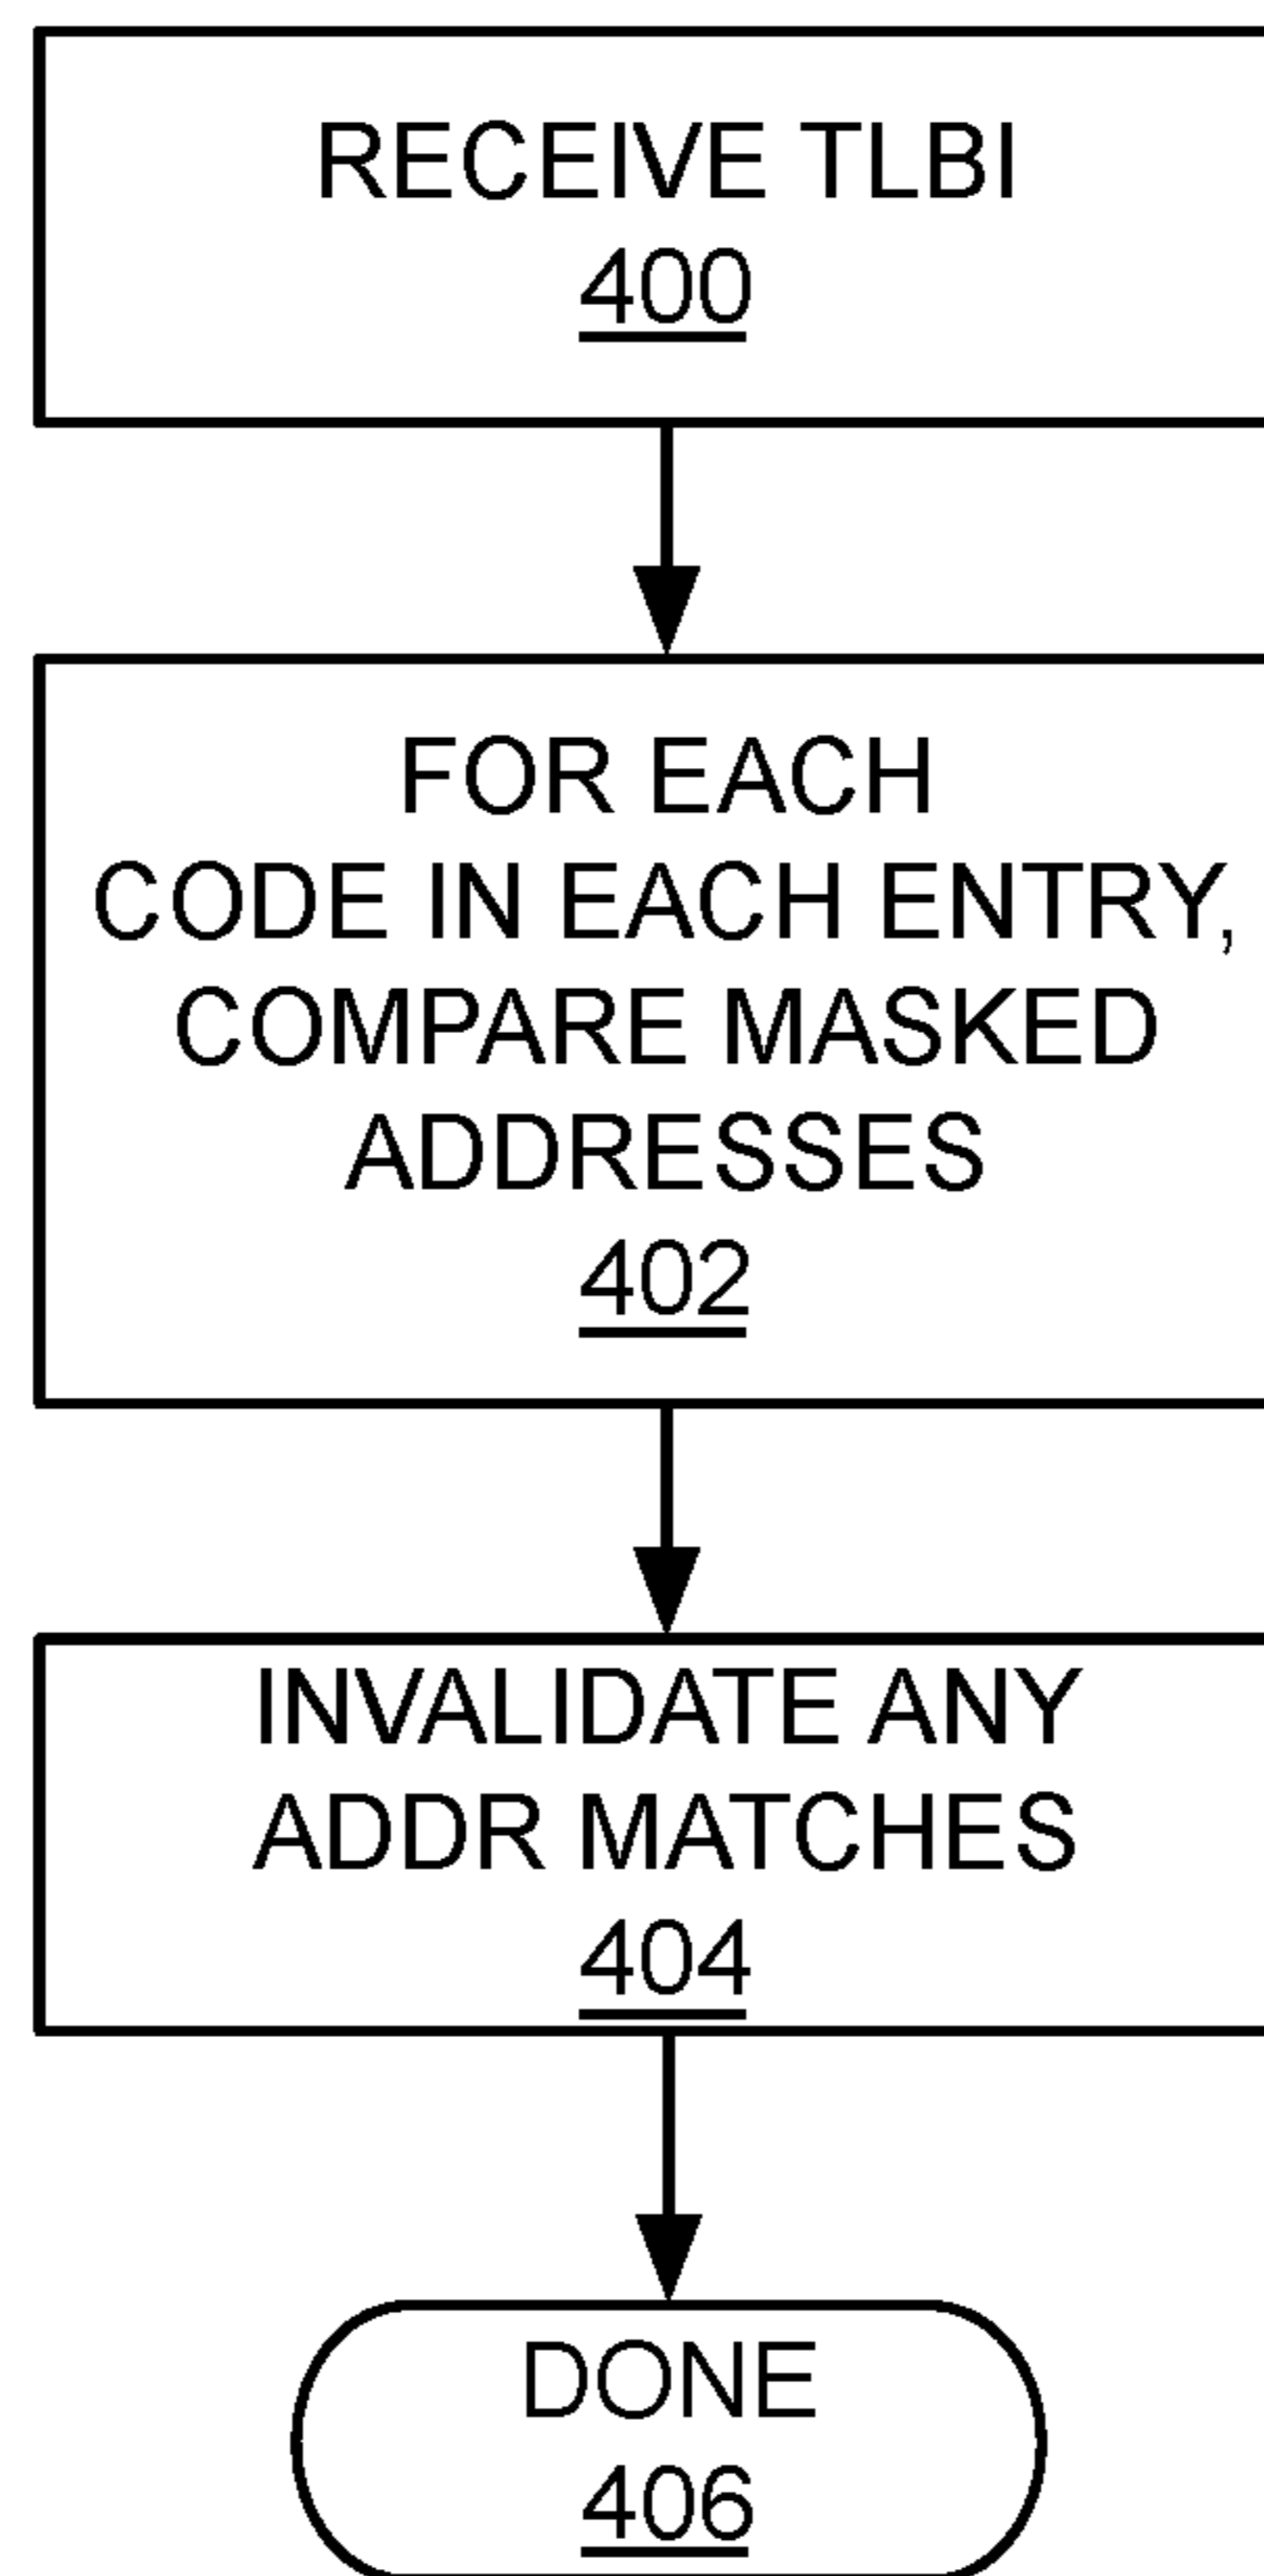 RECEIVE TLBI
400
FOR EACH
CODE IN EACH ENTRY,
COMPARE MASKED
ADDRESSES
402
INVALIDATE ANY
ADDR MATCHES
404
DONE
406